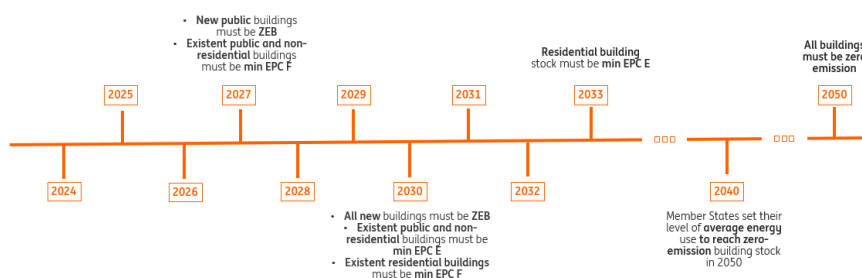 • New public buildings
must be ZEB
• Existent public and non-
residential buildings
must be min EPC F
Residential building
stock must be min EPC E
All buildings
must be zero
emission
2025
2027
2029
2031
2033
2050
2024
2026
2028
2030
2032
2040
• All new buildings must be ZEB
• Existent public and non-
residential buildings must be
min EPC E
• Existent residential buildings
must be min EPC F
Member States set their
level of average energy
use to reach zero-
emission building stock
in 2050